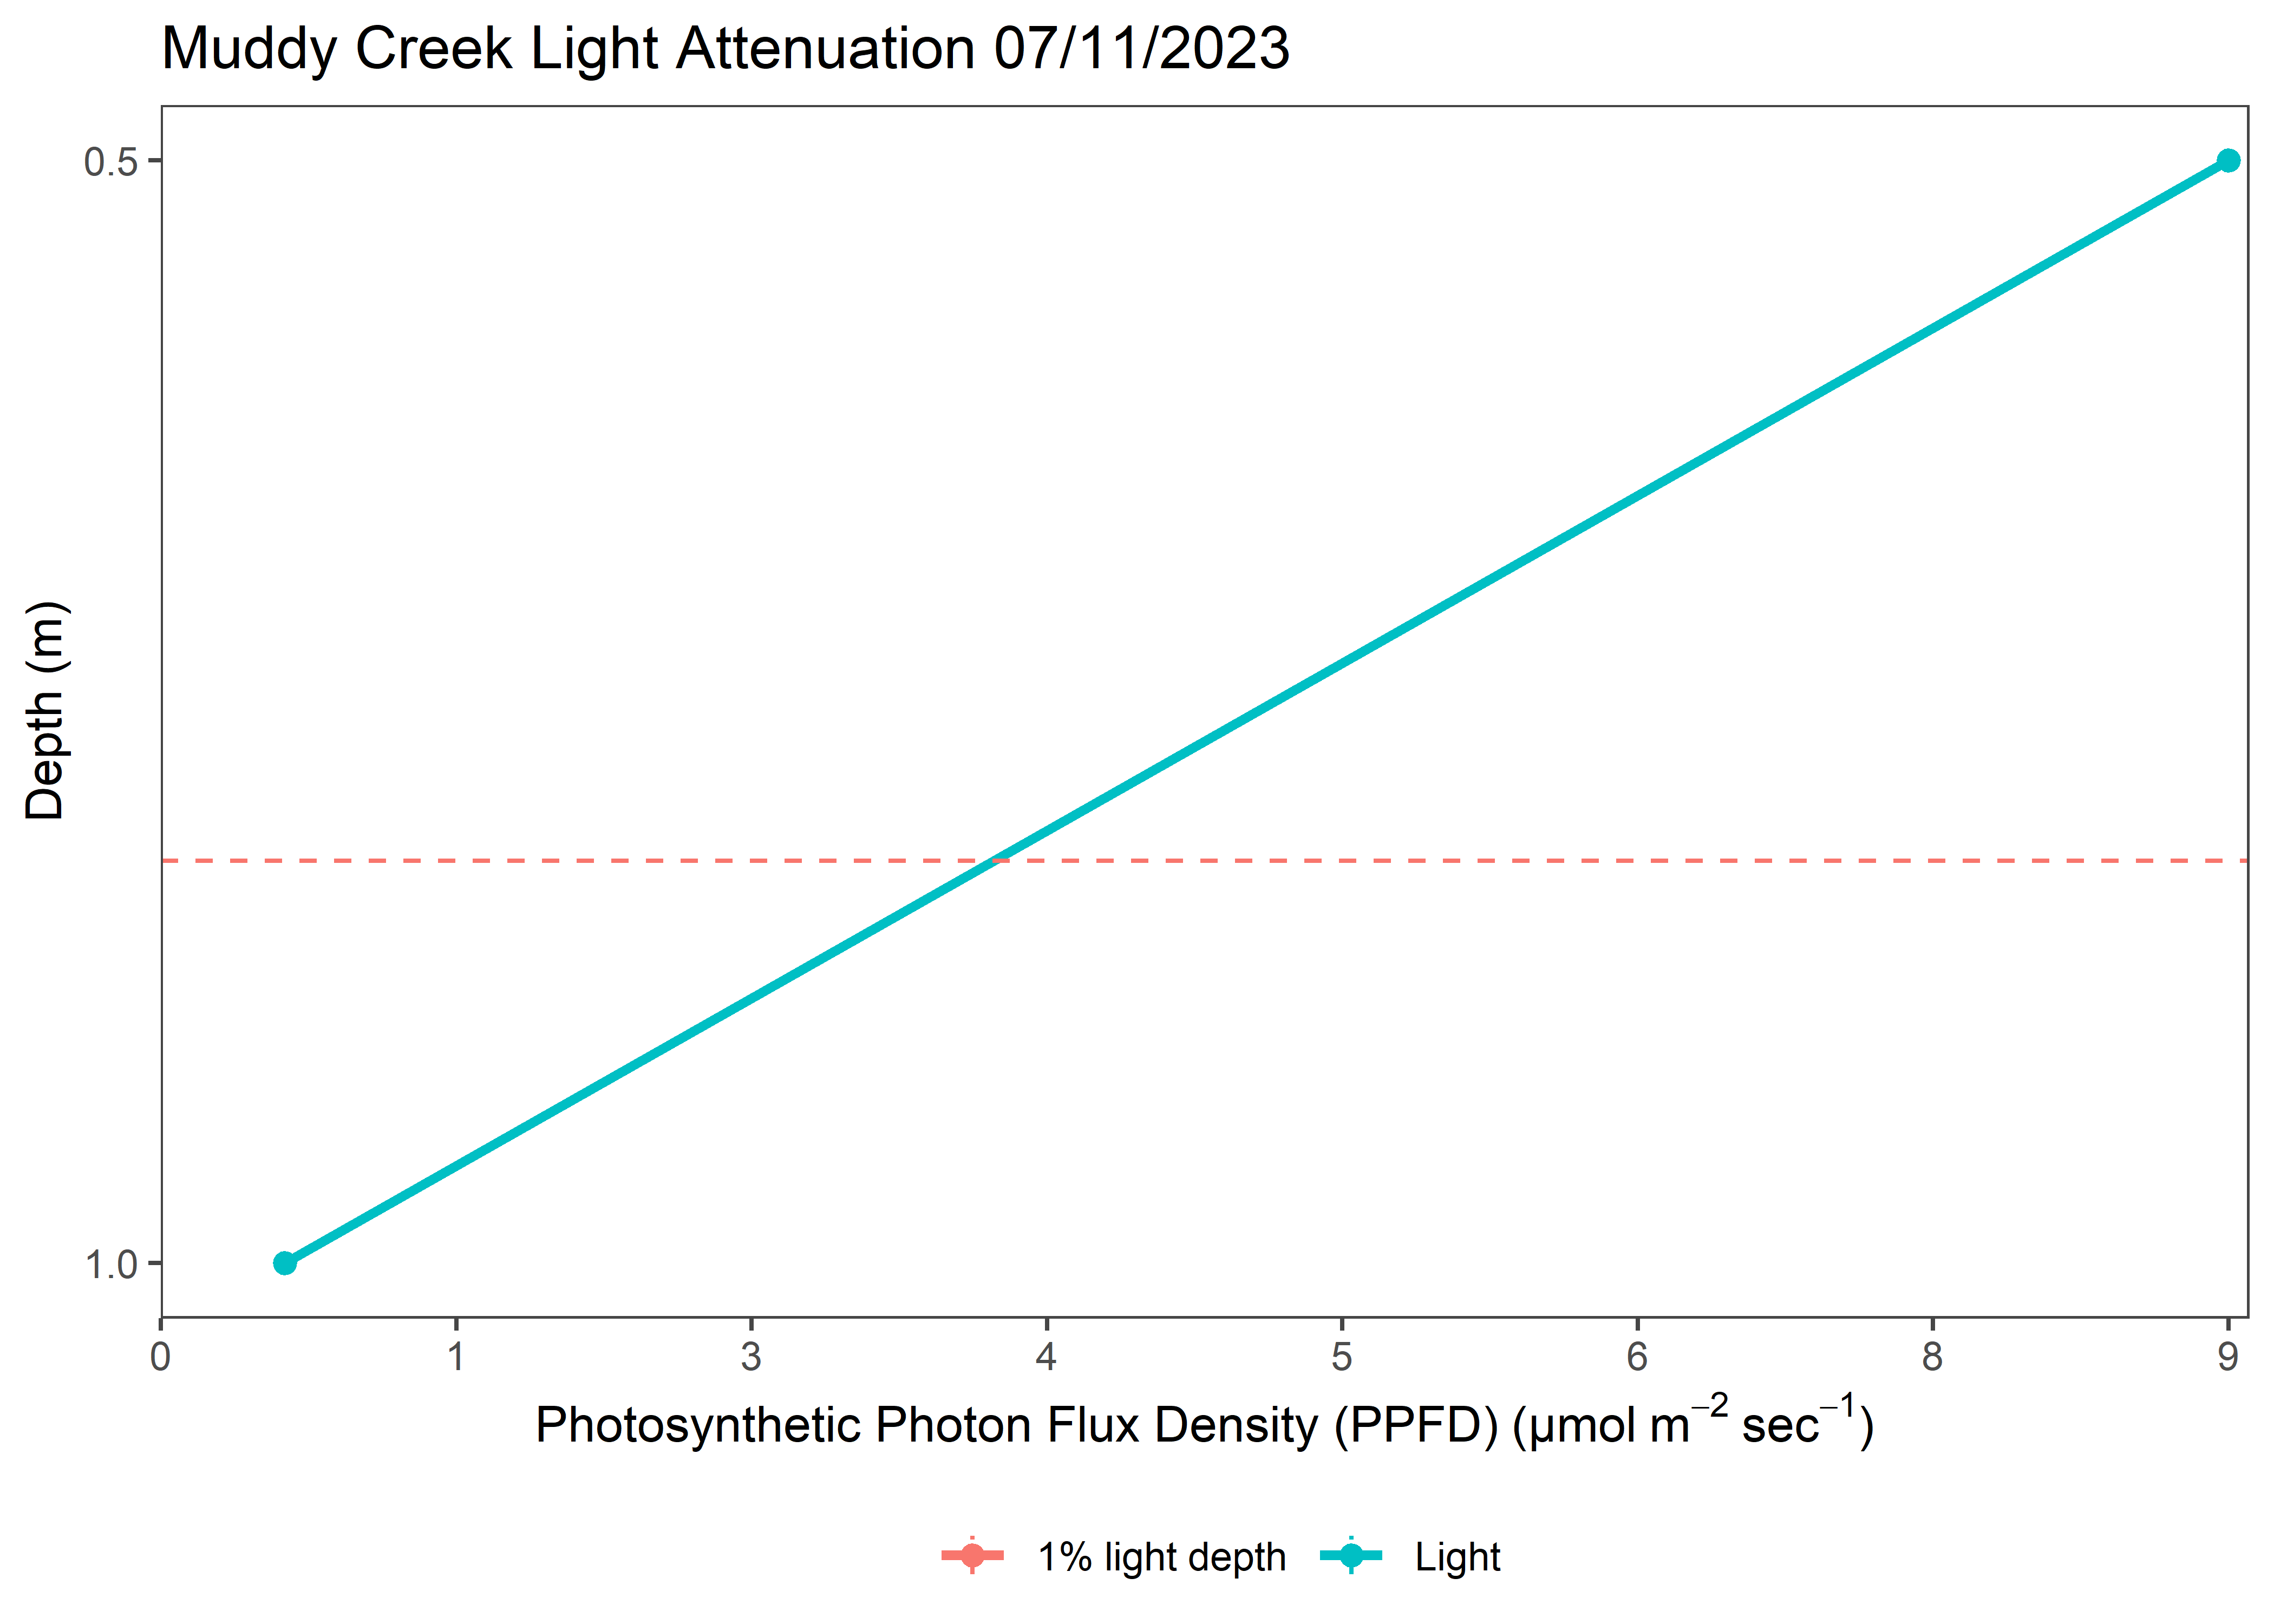 Muddy Creek Light Attenuation 07/11/2023
0.5
Depth (m)
1.0
0 1 3 4 5 6 8 9
Photosynthetic Photon Flux Density (PPFD) (µmol m⁻² sec⁻¹)
1% light depth Light